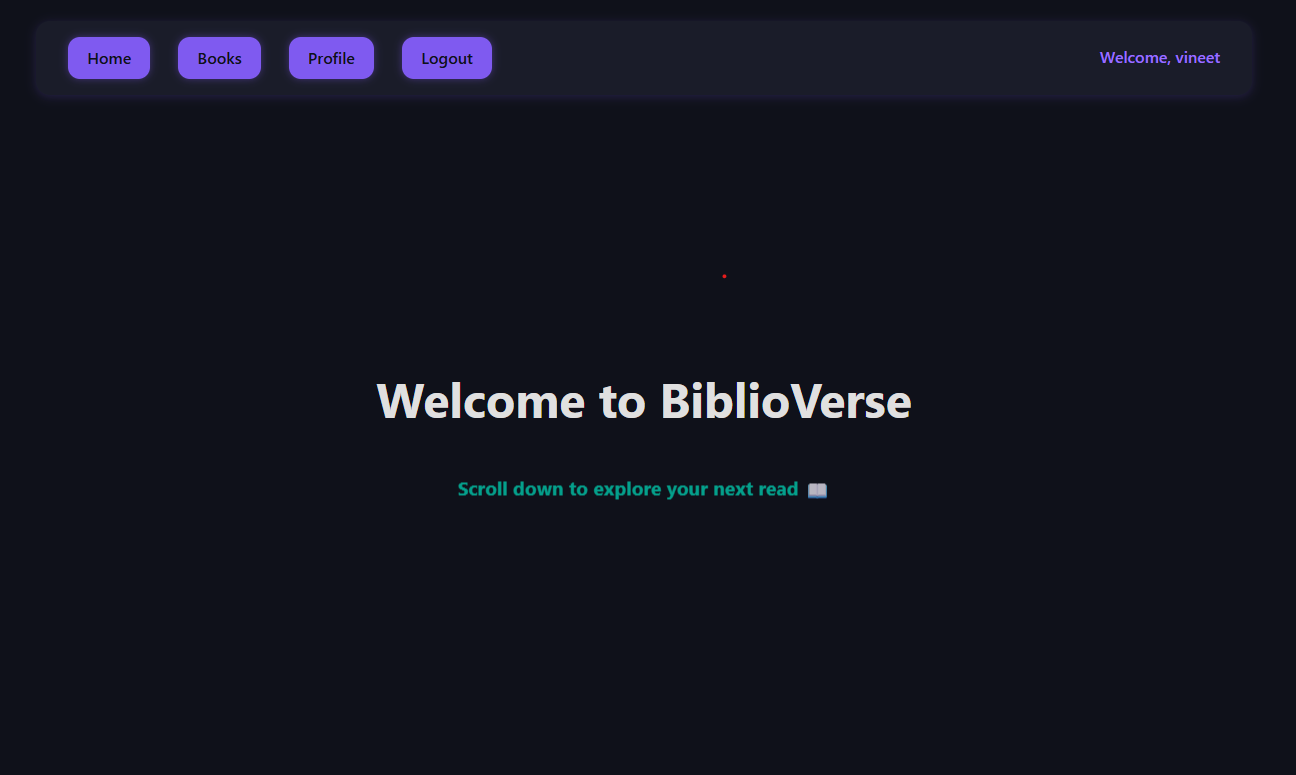 Home Books Profile Logout Welcome, vineet
Welcome to BiblioVerse
Scroll down to explore your next read 📖